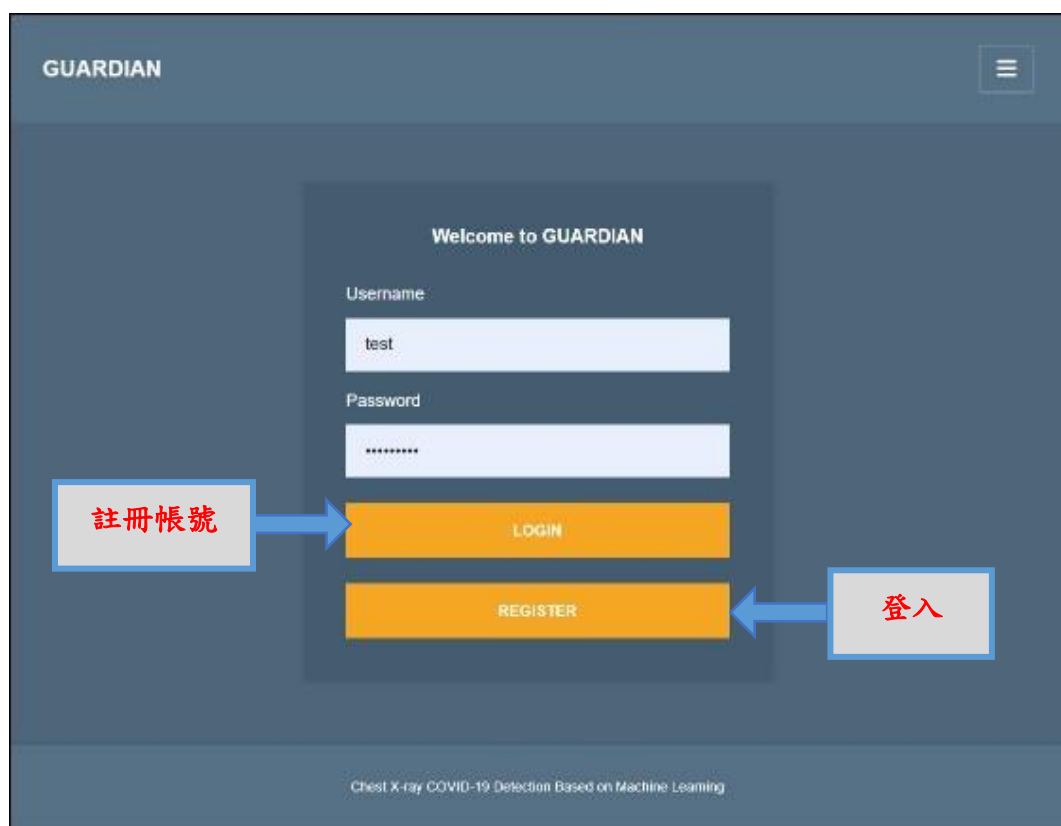 GUARDIAN
Welcome to GUARDIAN
Username
test
Password
•••••••••
註冊帳號
LOGIN
REGISTER
登入
Chest X-ray COVID-19 Detection Based on Machine Learning